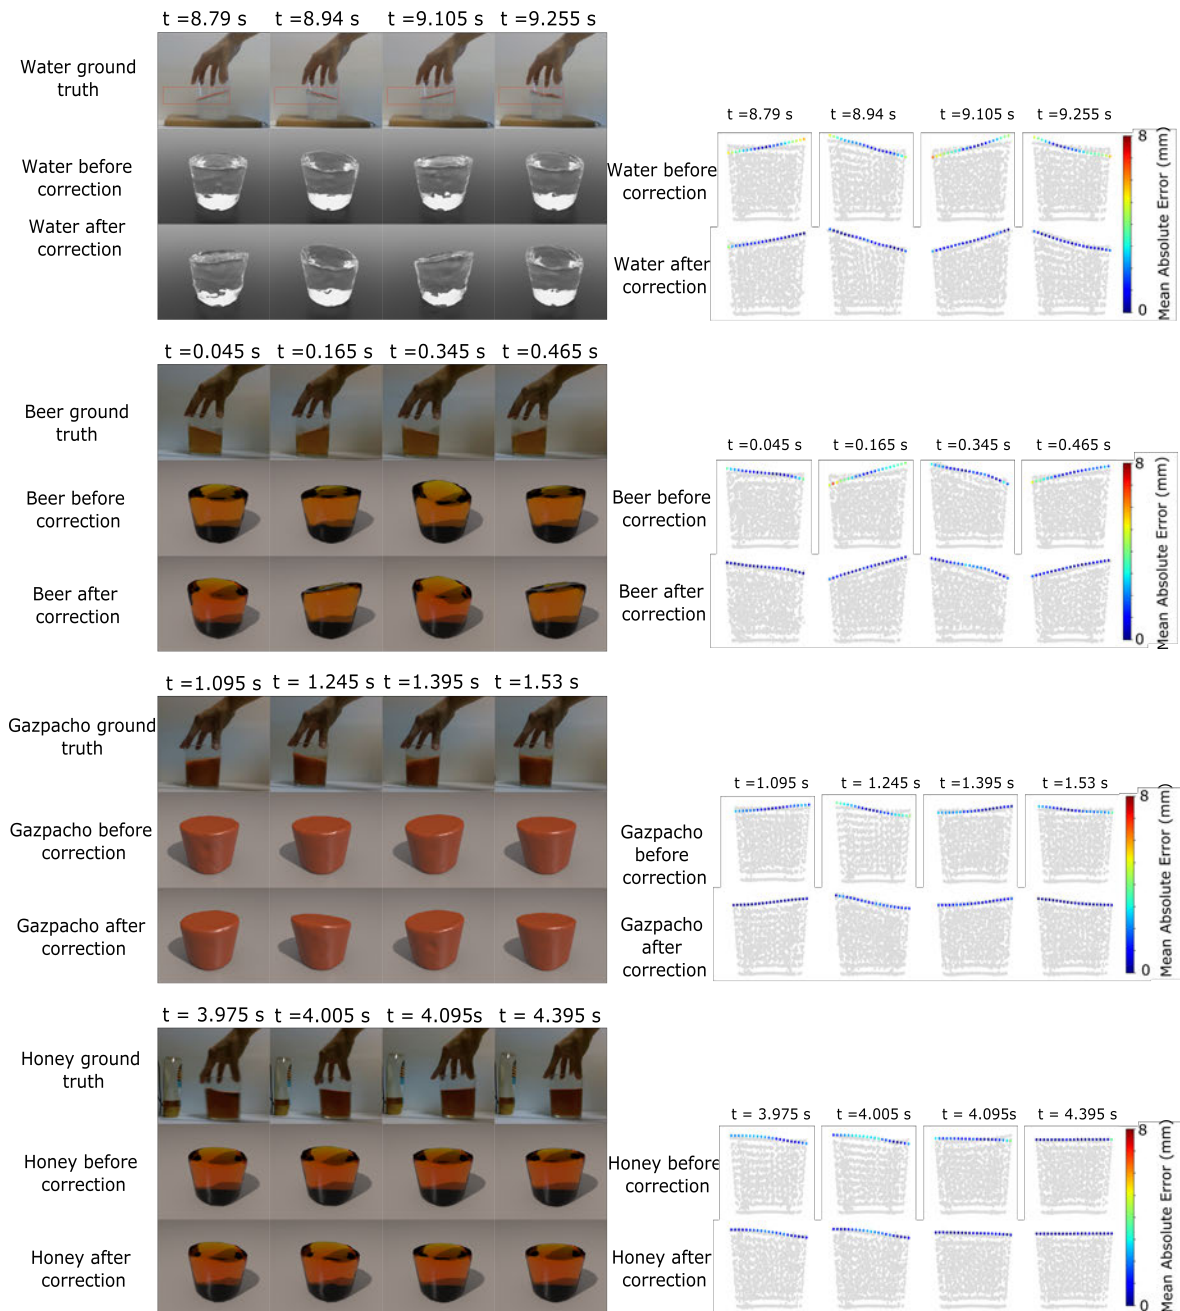 t =8.79 s
t =8.94 s
t =9.105 s
t =9.255 s
Water ground
truth
Water before
correction
Water after
correction
t =8.79 s
t =8.94 s
t =9.105 s
t =9.255 s
Water before
correction
Water after
correction
8
0
Mean Absolute Error (mm)
t =0.045 s
t =0.165 s
t =0.345 s
t =0.465 s
Beer ground
truth
Beer before
correction
Beer after
correction
t =0.045 s
t =0.165 s
t =0.345 s
t =0.465 s
Beer before
correction
Beer after
correction
8
0
Mean Absolute Error (mm)
t =1.095 s
t = 1.245 s
t =1.395 s
t =1.53 s
Gazpacho ground
truth
Gazpacho before
correction
Gazpacho after
correction
t =1.095 s
t = 1.245 s
t =1.395 s
t =1.53 s
Gazpacho
before
correction
Gazpacho
after
correction
8
0
Mean Absolute Error (mm)
t = 3.975 s
t =4.005 s
t = 4.095s
t = 4.395 s
Honey ground
truth
Honey before
correction
Honey after
correction
t = 3.975 s
t =4.005 s
t = 4.095s
t = 4.395 s
Honey before
correction
Honey after
correction
8
0
Mean Absolute Error (mm)